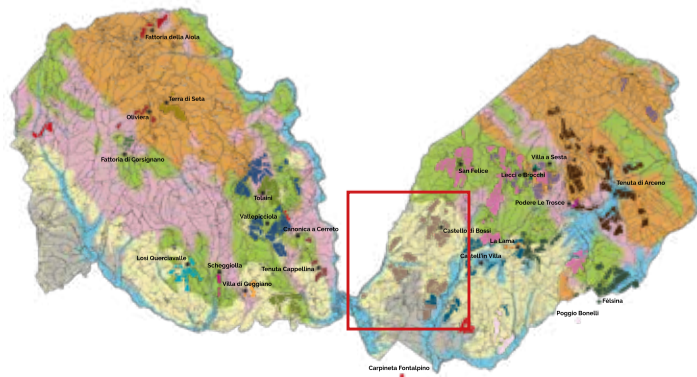 Fattoria della Aiola
Terra di Seta
Oliviera
Fattoria di Corsignano
Tolaini
Vallepicciola
Canonica a Cerreto
Losi Querciavalle
Scheggiolla
Tenuta Cappellina
Villa di Geggiano
San Felice
Villa a Sesta
Lecci e Brocchi
Tenuta di Arceno
Podere Le Trosce
Castello di Bossi
La Lama
Castell'in Villa
Fèlsina
Poggio Bonelli
Carpineta Fontalpino